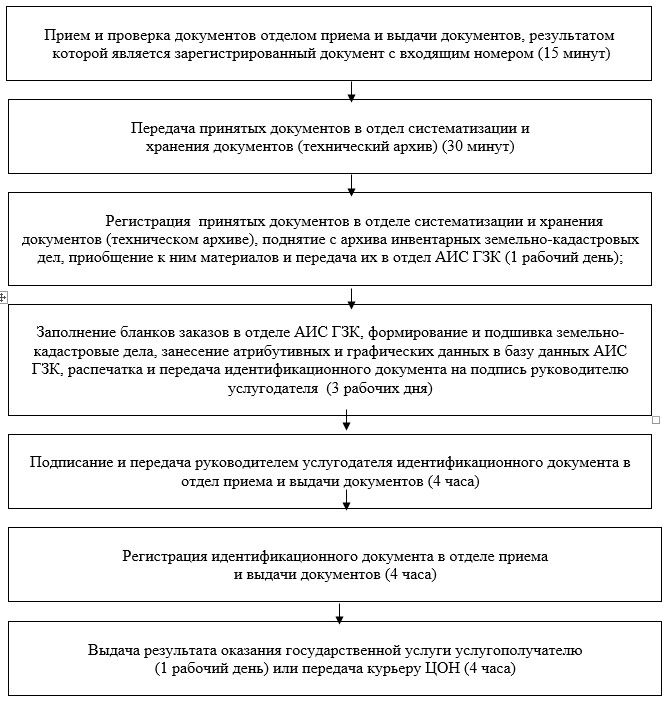 Прием и проверка документов отделом приема и выдачи документов, результатом
которой является зарегистрированный документ с входящим номером (15 минут)
Передача принятых документов в отдел систематизации и
хранения документов (технический архив) (30 минут)
Регистрация принятых документов в отделе систематизации и хранения
документов (техническом архиве), поднятие с архива инвентарных земельно-кадастровых
дел, приобщение к ним материалов и передача их в отдел АИС ГЗК (1 рабочий день);
Заполнение бланков заказов в отделе АИС ГЗК, формирование и подшивка земельно-
кадастровые дела, занесение атрибутивных и графических данных в базу данных АИС
ГЗК, распечатка и передача идентификационного документа на подпись руководителю
услугодателя (3 рабочих дня)
Подписание и передача руководителем услугодателя идентификационного документа в
отдел приема и выдачи документов (4 часа)
Регистрация идентификационного документа в отделе приема
и выдачи документов (4 часа)
Выдача результата оказания государственной услуги услугополучателю
(1 рабочий день) или передача курьеру ЦОН (4 часа)